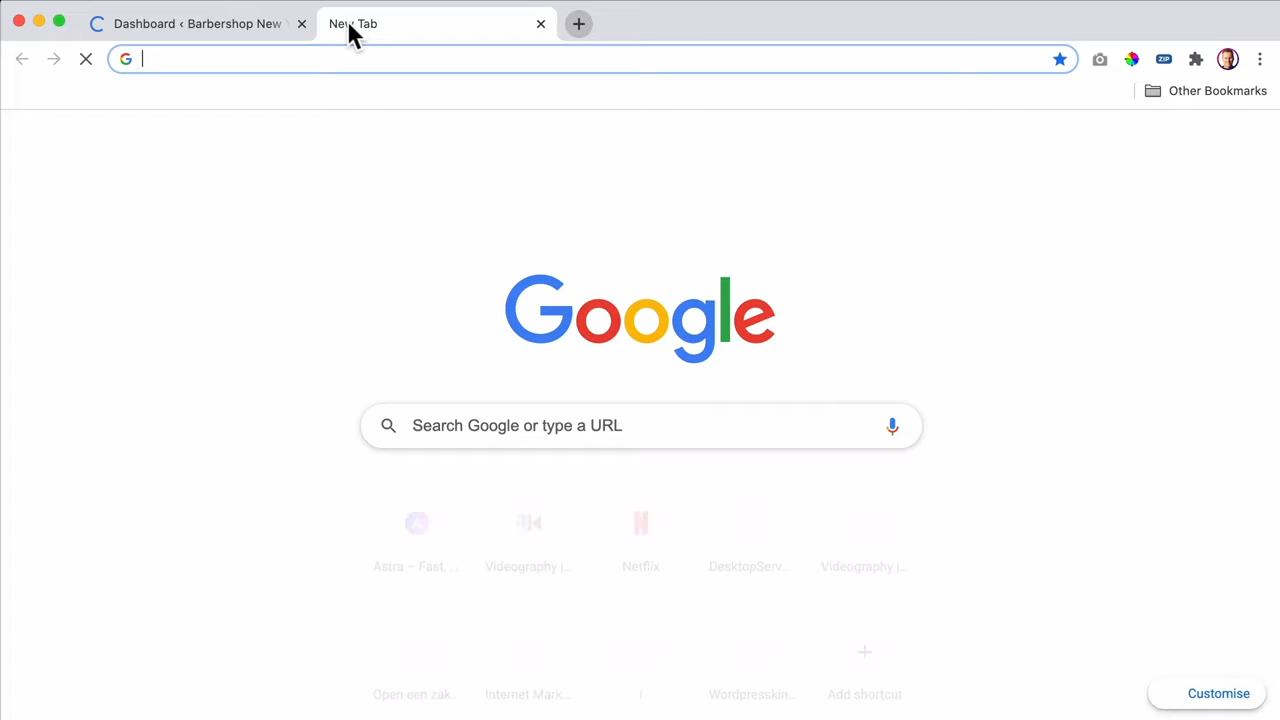 Dashboard ‹ Barbershop New
New Tab
ZIP
Other Bookmarks
Google
Search Google or type a URL
Astra – Fast, ...
Videography j...
Netflix
DesktopServ...
Videography j...
Open een zak...
Internet Mark...
Wordpresskin...
Add shortcut
Customise